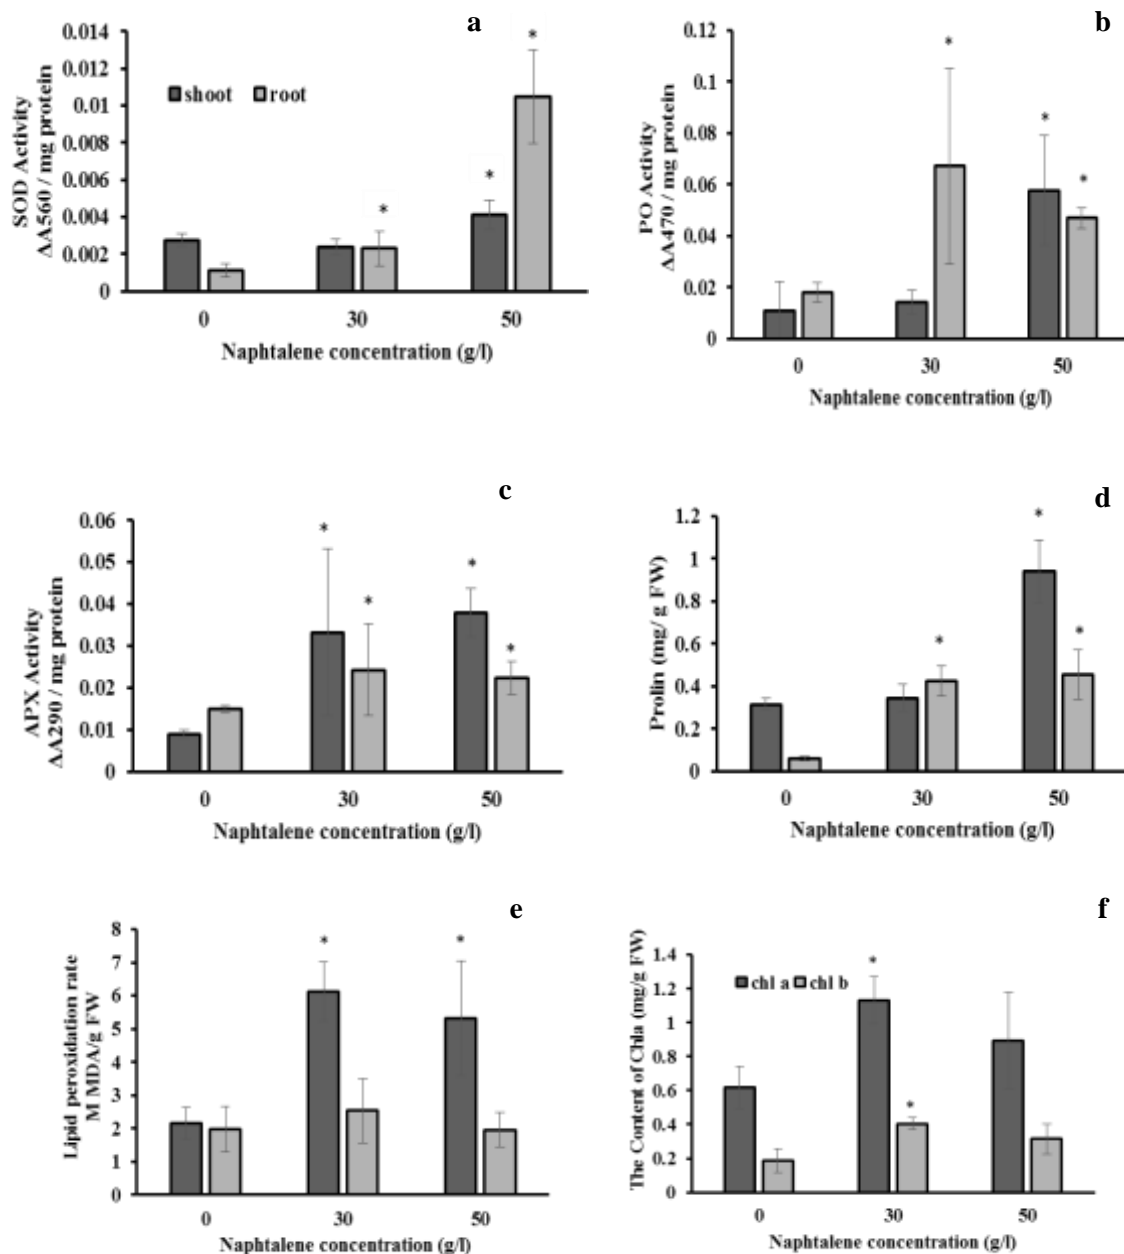 a
0.014
0.012
0.01
0.008
0.006
0.004
0.002
0
SOD Activity
ΔA560 / mg protein
shoot root
*
*
*
0 30 50
Naphtalene concentration (g/l)
b
0.12
0.1
0.08
0.06
0.04
0.02
0
PO Activity
ΔA470 / mg protein
*
*
*
0 30 50
Naphtalene concentration (g/l)
c
0.06
0.05
0.04
0.03
0.02
0.01
0
APX Activity
ΔA290 / mg protein
*
*
*
*
0 30 50
Naphtalene concentration (g/l)
d
1.2
1
0.8
0.6
0.4
0.2
0
Prolin (mg/ g FW)
*
*
*
0 30 50
Naphtalene concentration (g/l)
e
8
7
6
5
4
3
2
1
0
Lipid peroxidation rate
M MDA/g FW
* *
0 30 50
Naphtalene concentration (g/l)
f
1.4
1.2
1
0.8
0.6
0.4
0.2
0
The Content of Chla (mg/g FW)
chl a chl b
*
*
0 30 50
Naphtalene concentration (g/l)